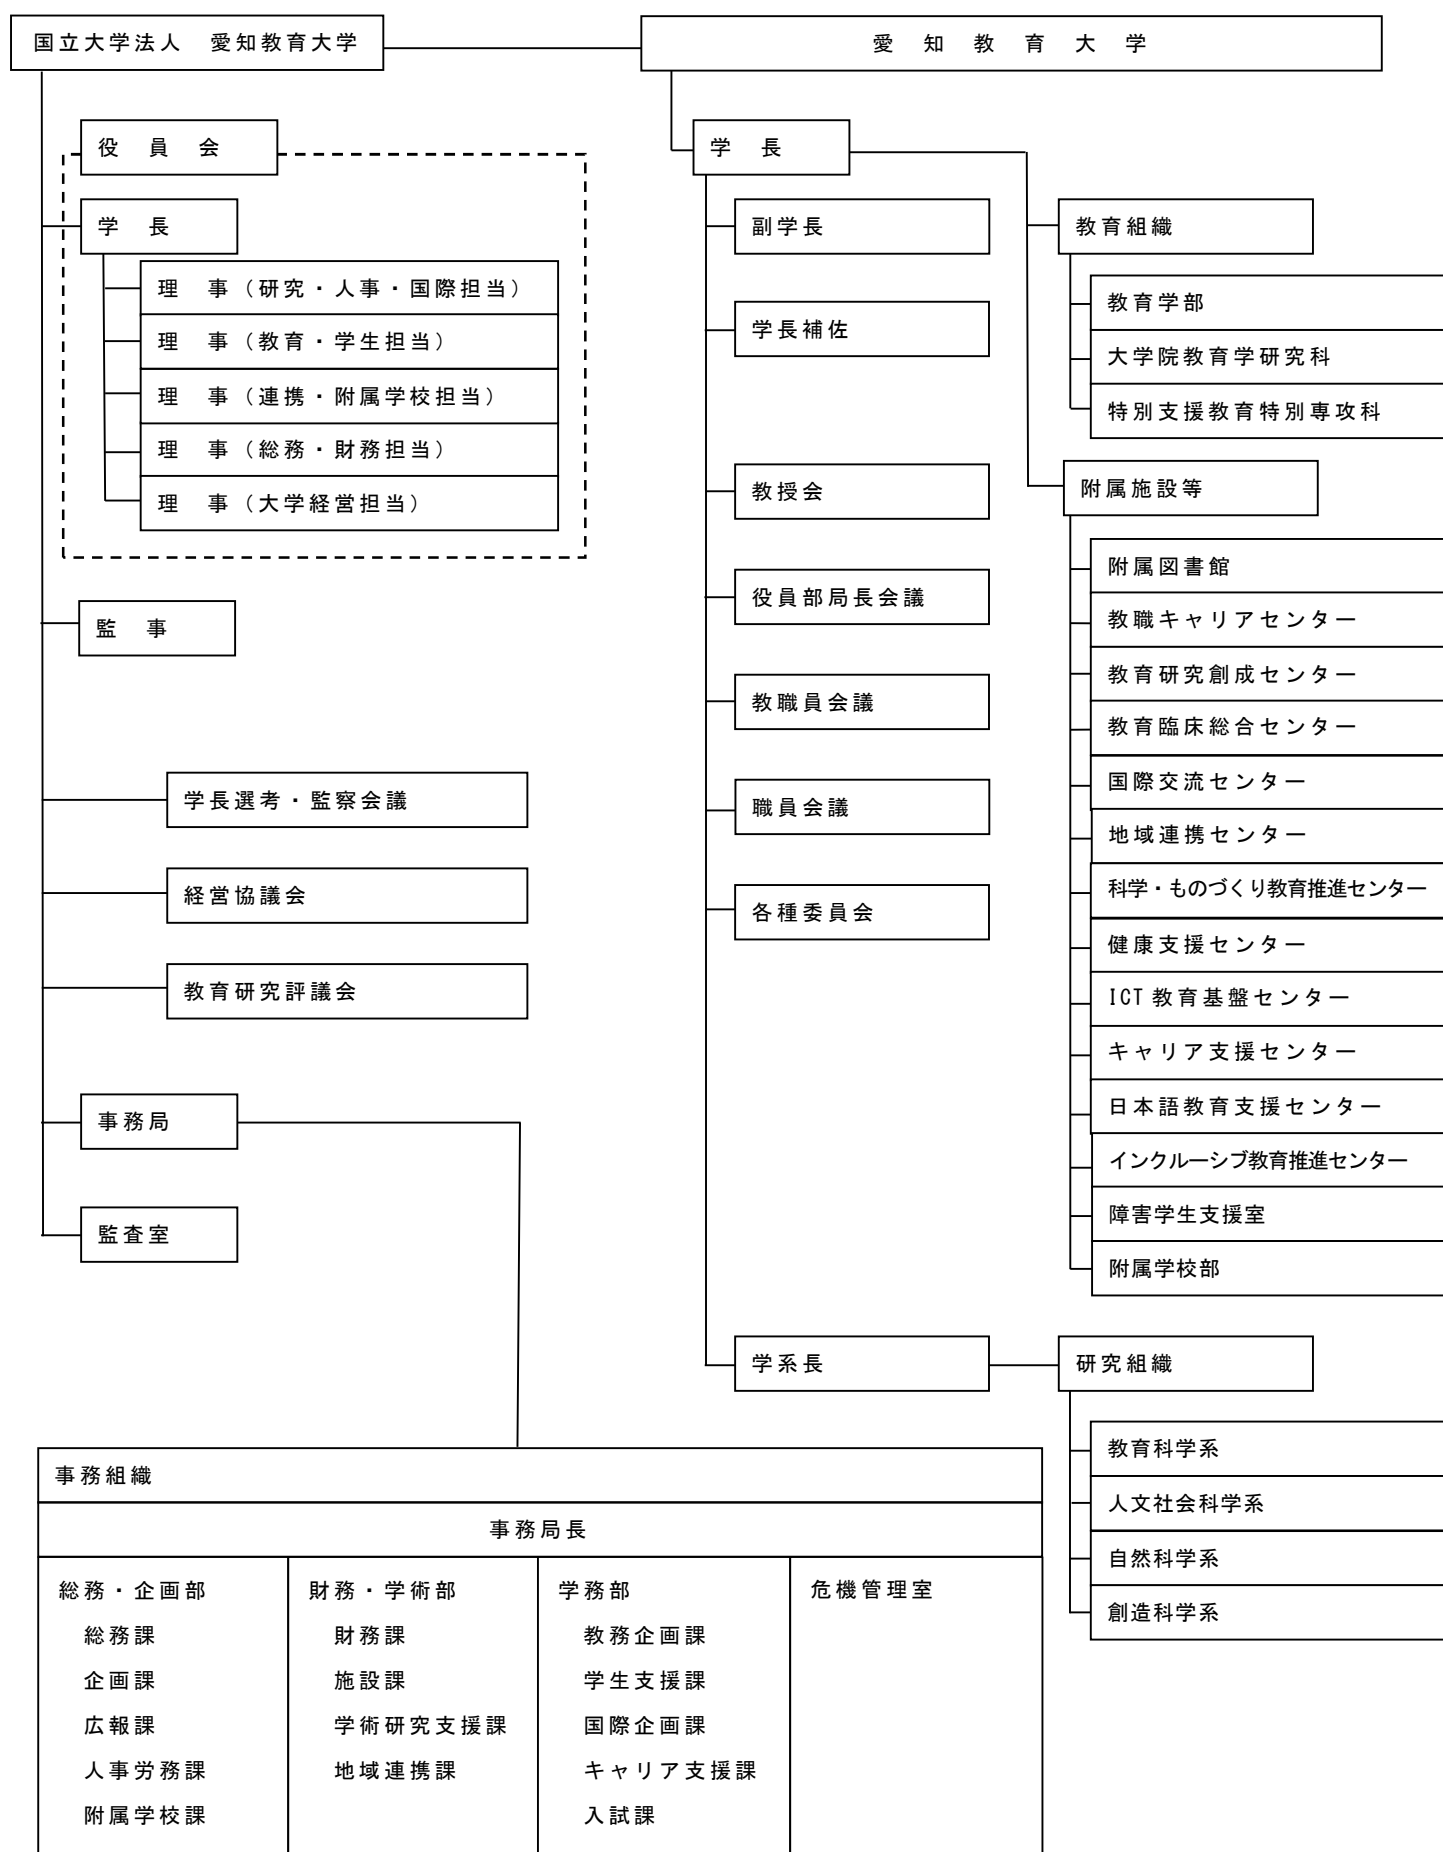 国立大学法人　愛知教育大学
愛　知　教　育　大　学
役　員　会
学　長
理　事（研究・人事・国際担当）
理　事（教育・学生担当）
理　事（連携・附属学校担当）
理　事（総務・財務担当）
理　事（大学経営担当）
監　事
学長選考・監察会議
経営協議会
教育研究評議会
事務局
監査室
学　長
副学長
学長補佐
教授会
役員部局長会議
教職員会議
職員会議
各種委員会
学系長
教育組織
教育学部
大学院教育学研究科
特別支援教育特別専攻科
附属施設等
附属図書館
教職キャリアセンター
教育研究創成センター
教育臨床総合センター
国際交流センター
地域連携センター
科学・ものづくり教育推進センター
健康支援センター
ICT 教育基盤センター
キャリア支援センター
日本語教育支援センター
インクルーシブ教育推進センター
障害学生支援室
附属学校部
研究組織
教育科学系
人文社会科学系
自然科学系
創造科学系
事務組織
事務局長
総務・企画部
総務課
企画課
広報課
人事労務課
附属学校課
財務・学術部
財務課
施設課
学術研究支援課
地域連携課
学務部
教務企画課
学生支援課
国際企画課
キャリア支援課
入試課
危機管理室